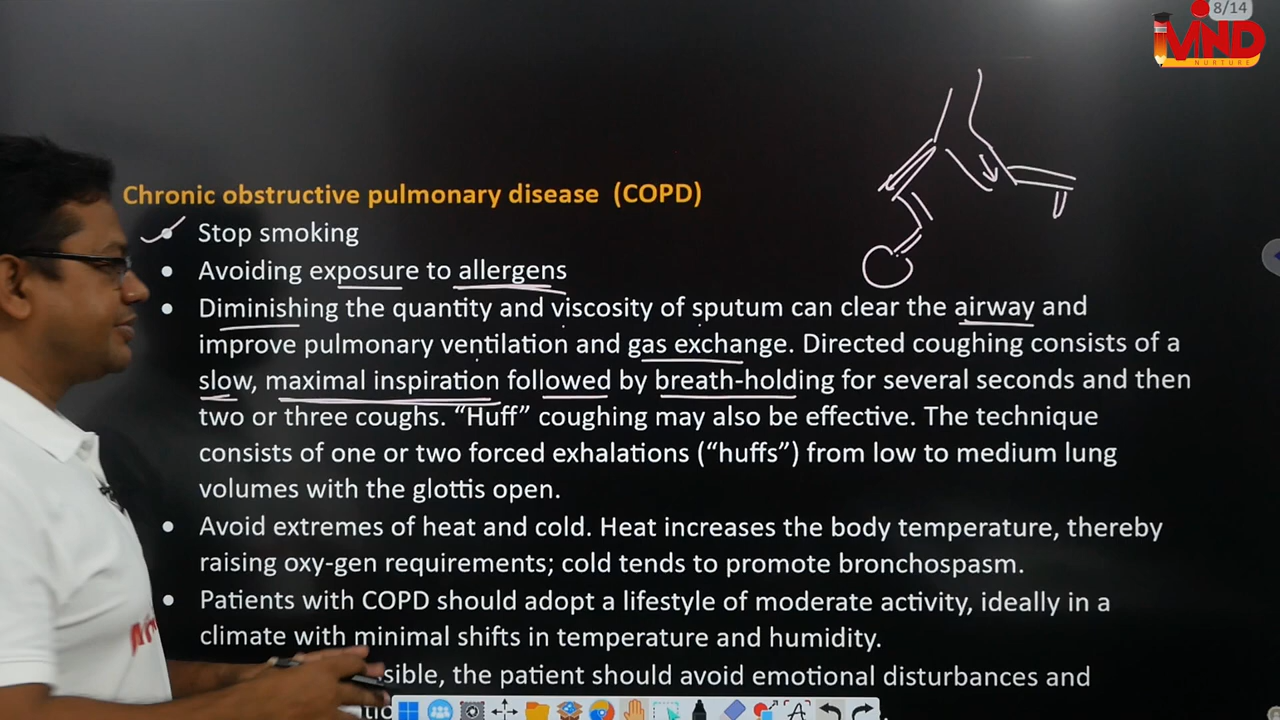 8/14
MIND
NURTURE
Chronic obstructive pulmonary disease (COPD)
• Stop smoking
• Avoiding exposure to allergens
• Diminishing the quantity and viscosity of sputum can clear the airway and
improve pulmonary ventilation and gas exchange. Directed coughing consists of a
slow, maximal inspiration followed by breath-holding for several seconds and then
two or three coughs. “Huff” coughing may also be effective. The technique
consists of one or two forced exhalations (“huffs”) from low to medium lung
volumes with the glottis open.
• Avoid extremes of heat and cold. Heat increases the body temperature, thereby
raising oxy-gen requirements; cold tends to promote bronchospasm.
• Patients with COPD should adopt a lifestyle of moderate activity, ideally in a
climate with minimal shifts in temperature and humidity.
sible, the patient should avoid emotional disturbances and